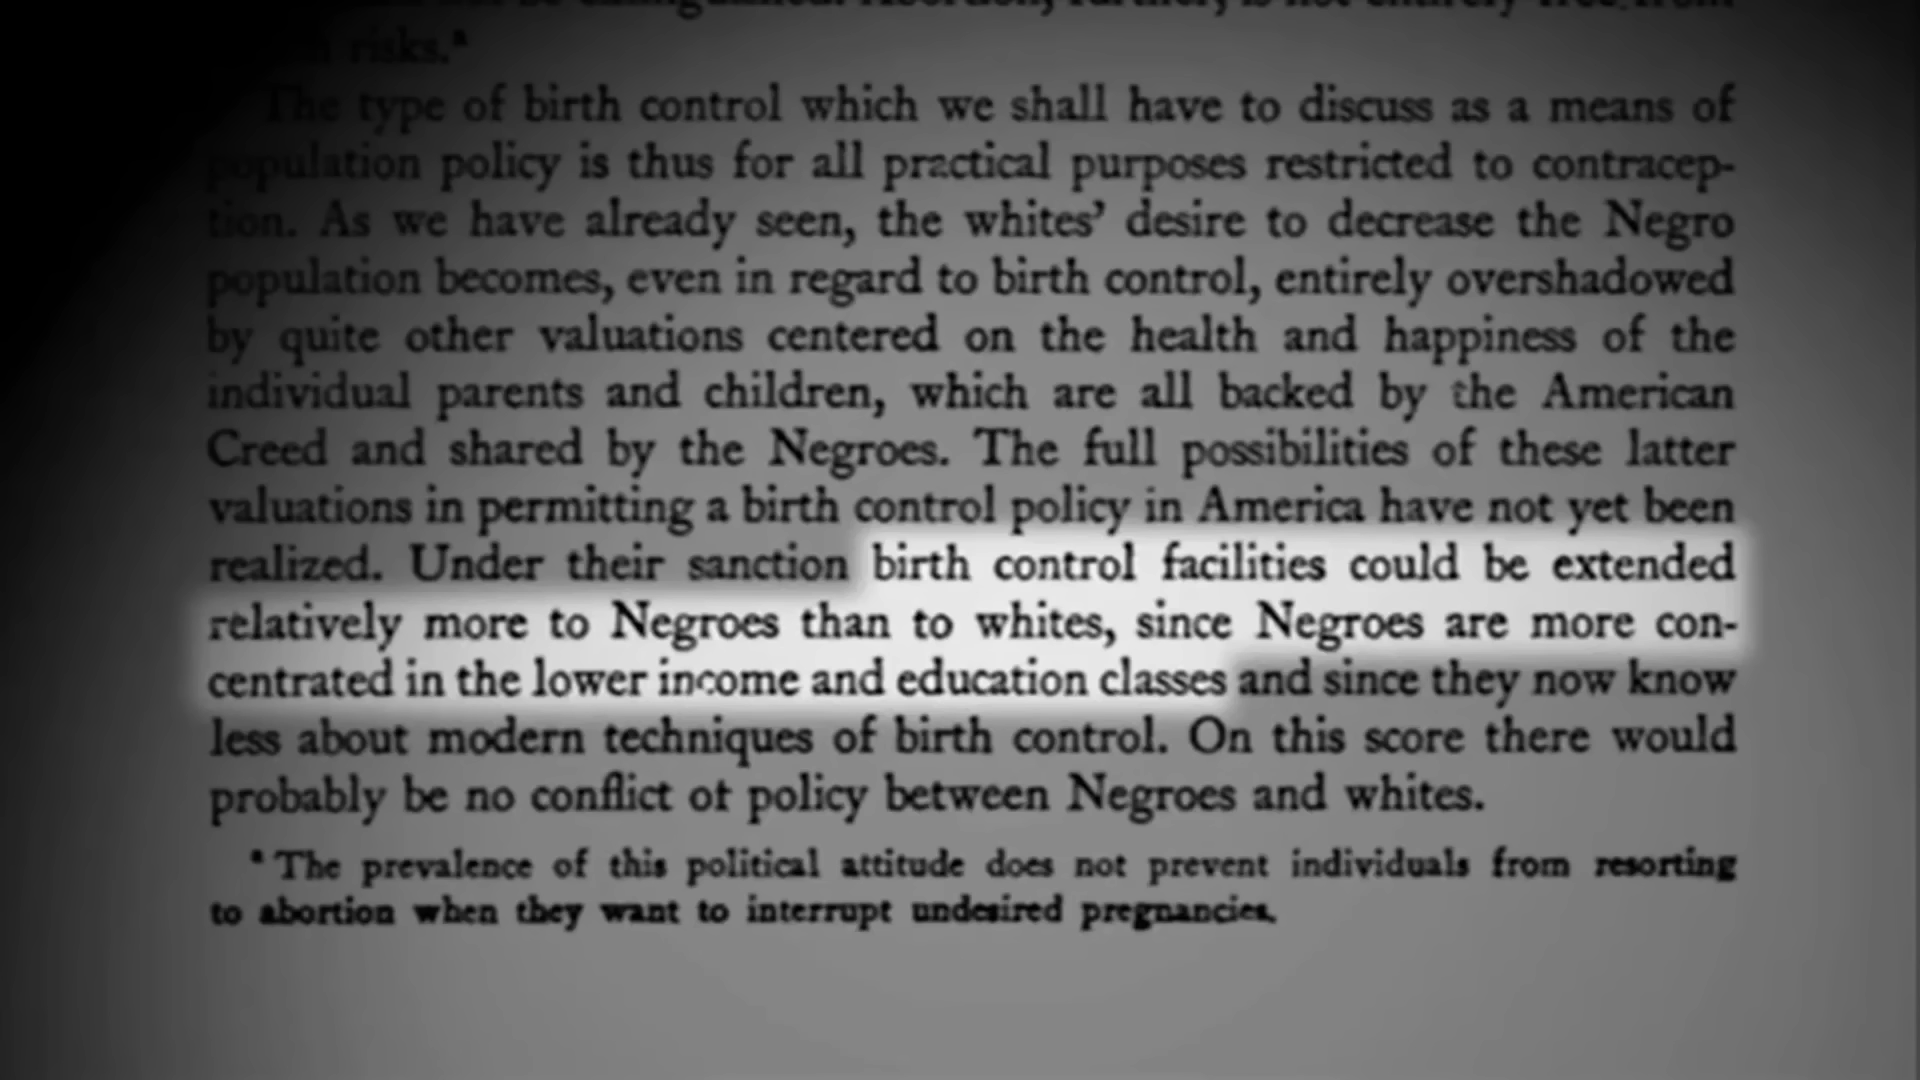 risks.ª
The type of birth control which we shall have to discuss as a means of
population policy is thus for all practical purposes restricted to contracep-
tion. As we have already seen, the whites’ desire to decrease the Negro
population becomes, even in regard to birth control, entirely overshadowed
by quite other valuations centered on the health and happiness of the
individual parents and children, which are all backed by the American
Creed and shared by the Negroes. The full possibilities of these latter
valuations in permitting a birth control policy in America have not yet been
realized. Under their sanction birth control facilities could be extended
relatively more to Negroes than to whites, since Negroes are more con-
centrated in the lower income and education classes and since they now know
less about modern techniques of birth control. On this score there would
probably be no conflict of policy between Negroes and whites.
ª The prevalence of this political attitude does not prevent individuals from resorting
to abortion when they want to interrupt undesired pregnancies.